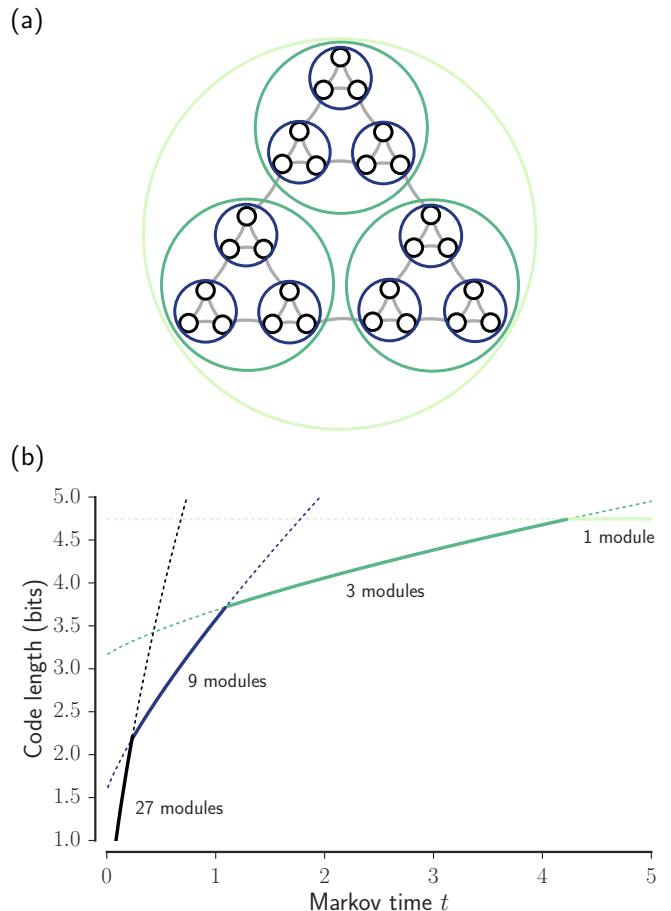 (a)
(b)
Code length (bits)
5.0
4.5
4.0
3.5
3.0
2.5
2.0
1.5
1.0
1 module
3 modules
9 modules
27 modules
0 1 2 3 4 5
Markov time t